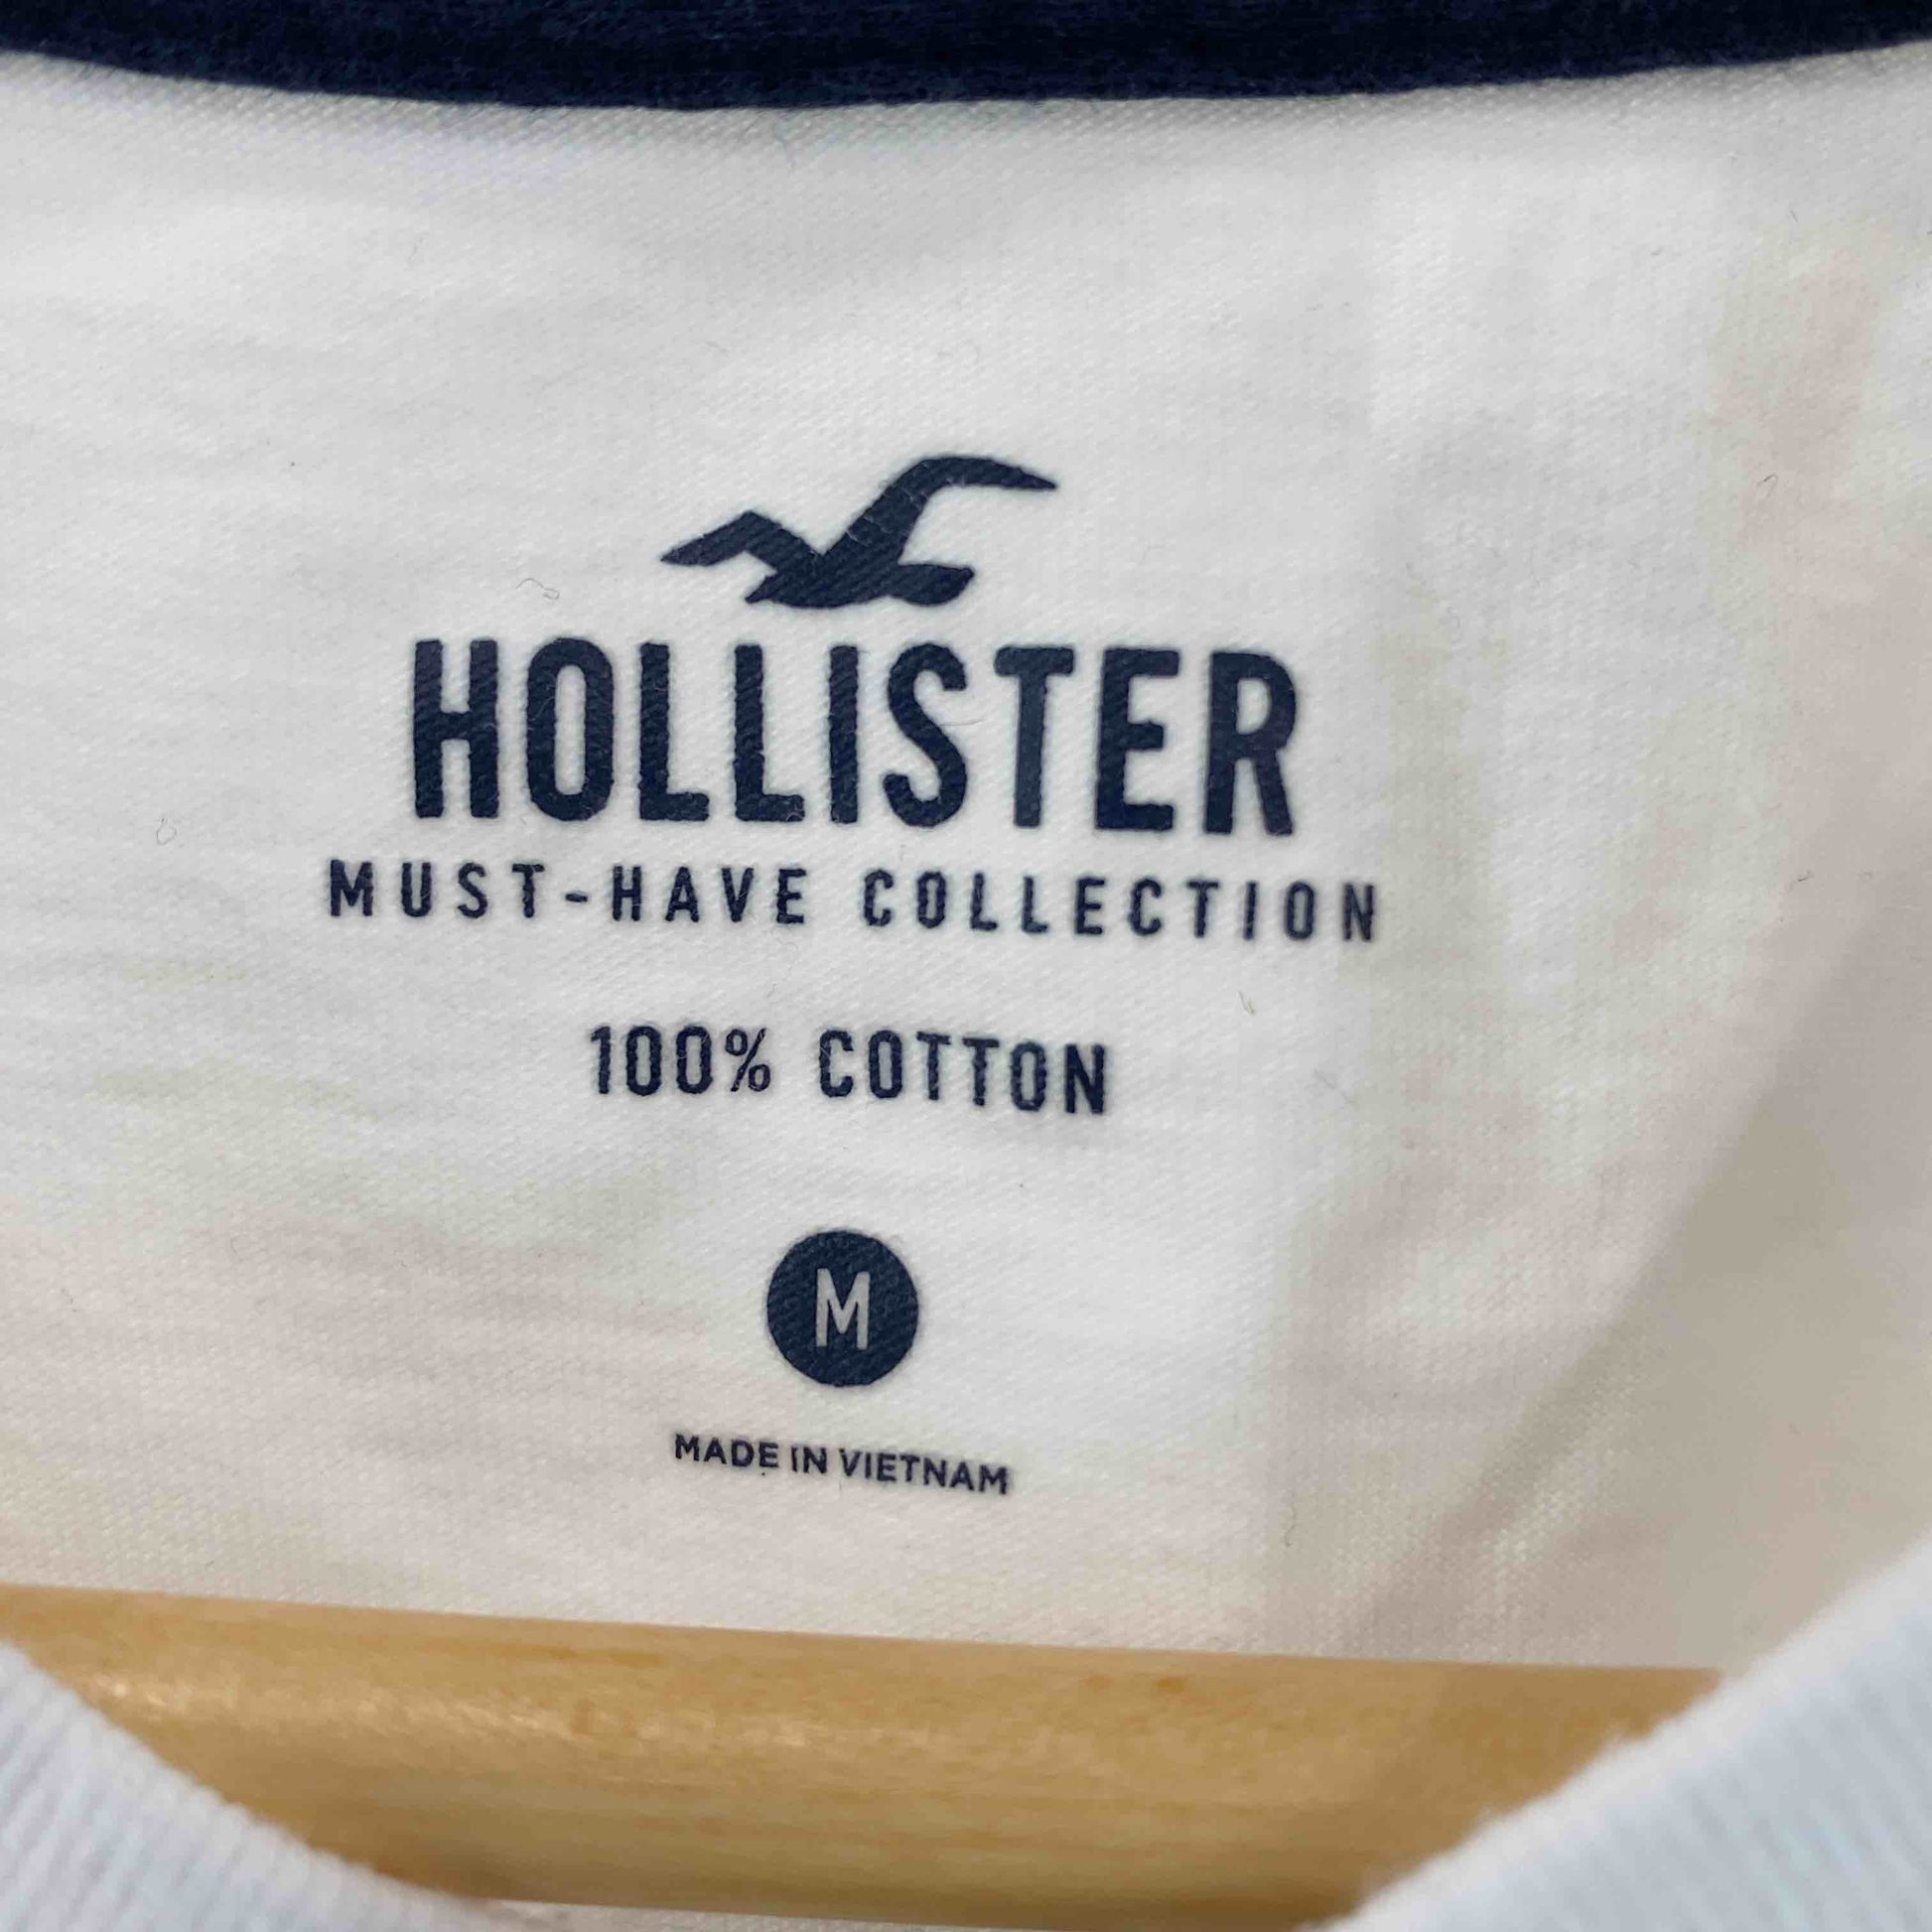 HOLLISTER
MUST-HAVE COLLECTION
100% COTTON
M
MADE IN VIETNAM